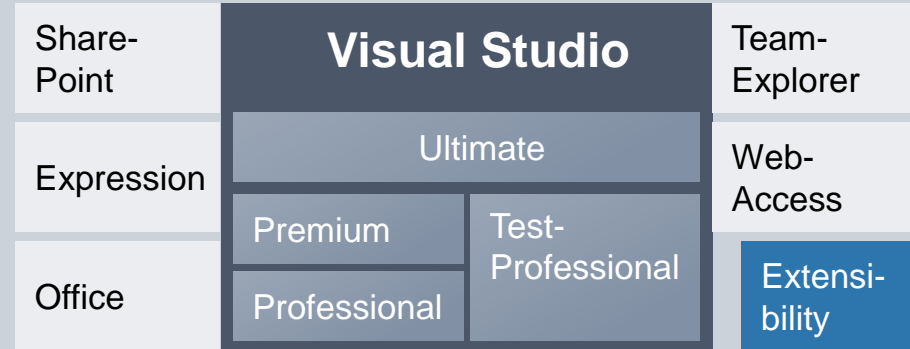 Share-
Point
Expression
Office
Visual Studio
Ultimate
Premium
Professional
Test-
Professional
Team-
Explorer
Web-
Access
Extensi-
bility